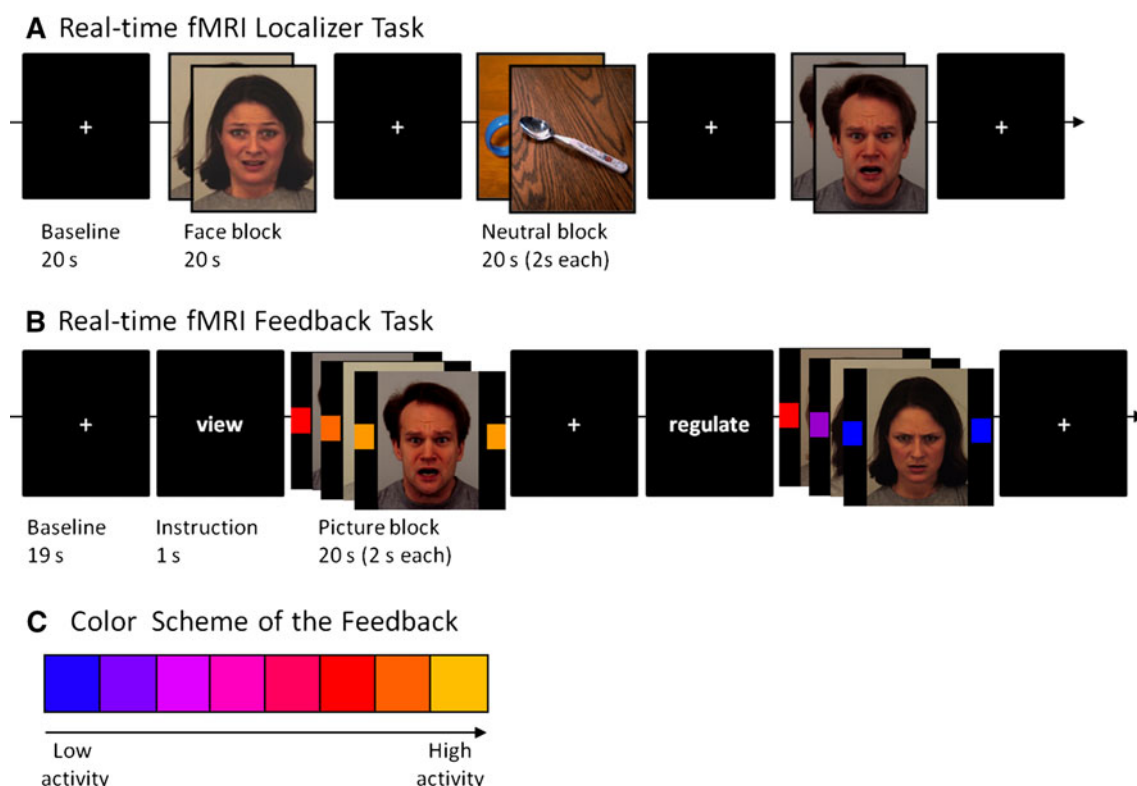 A Real-time fMRI Localizer Task
Baseline
20 s
Face block
20 s
Neutral block
20 s (2s each)
B Real-time fMRI Feedback Task
view
regulate
Baseline
19 s
Instruction
1 s
Picture block
20 s (2 s each)
C Color Scheme of the Feedback
Low
activity
High
activity